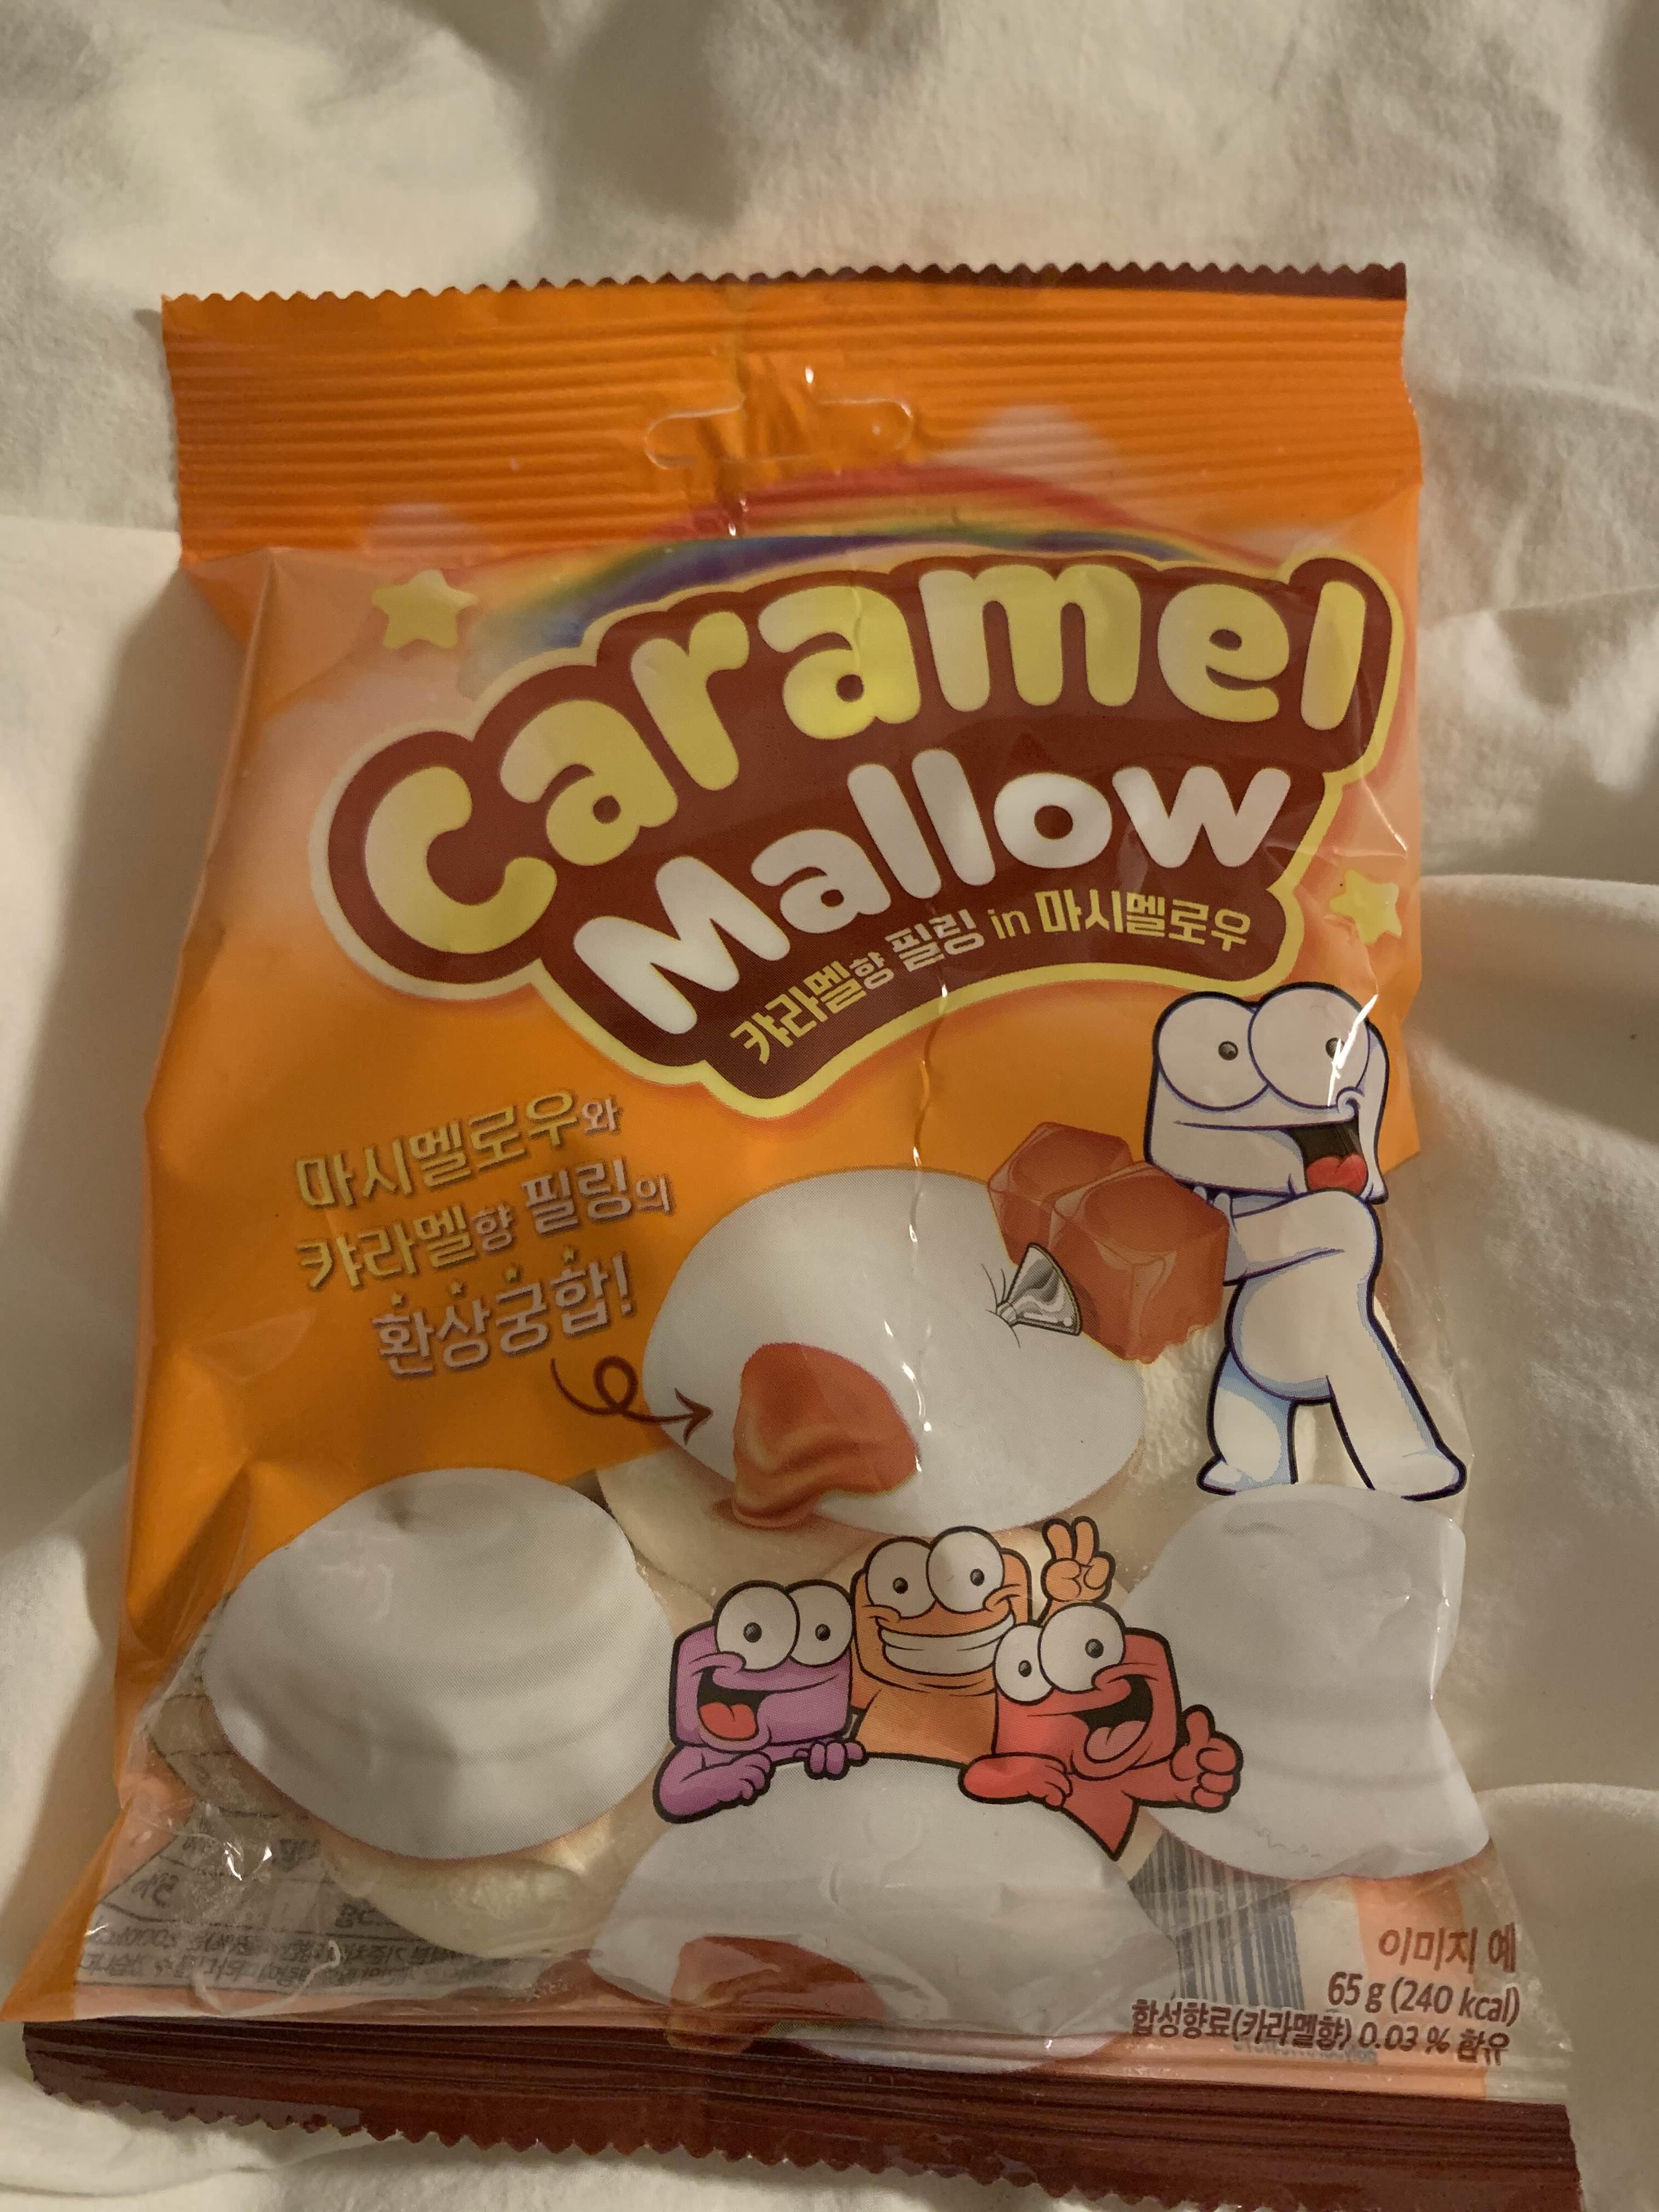 Caramel
Mallow
캬라멜향 필링 in 마시멜로우
마시멜로우와
캬라멜향 필링의
환상궁합!
이미지 예
65 g (240 kcal)
합성향료(카라멜향) 0.03 % 함유